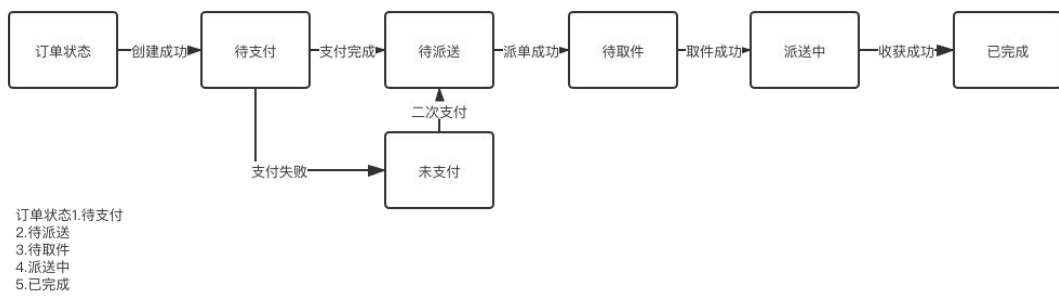 订单状态
创建成功
待支付
支付完成
待派送
派单成功
待取件
取件成功
派送中
收获成功
已完成
二次支付
支付失败
未支付
订单状态1.待支付
2.待派送
3.待取件
4.派送中
5.已完成